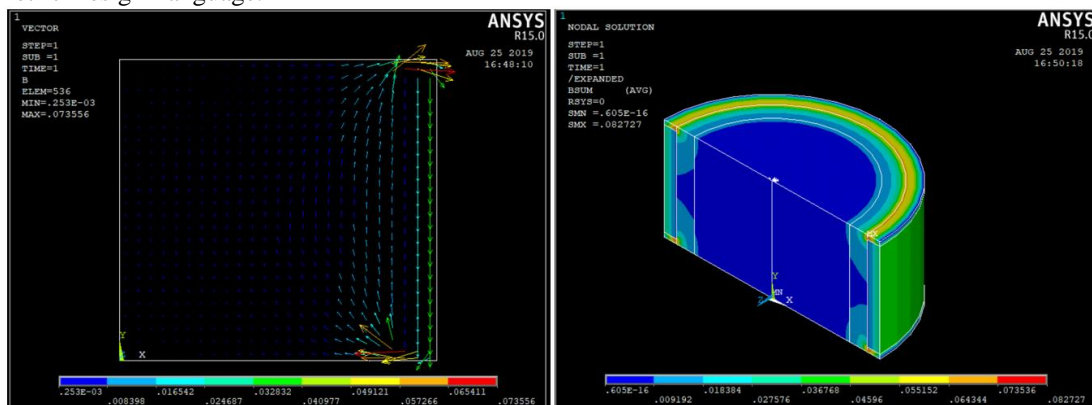 1
VECTOR
STEP=1
SUB =1
TIME=1
B
ELEM=536
MIN=.253E-03
MAX=.073556
ANSYS
R15.0
AUG 25 2019
16:48:10
Y
X
.253E-03 .016542 .032832 .049121 .065411
.008398 .024687 .040977 .057266 .073556
1
NODAL SOLUTION
STEP=1
SUB =1
TIME=1
/EXPANDED
BSUM (AVG)
RSYS=0
SMN =.605E-16
SMX =.082727
ANSYS
R15.0
AUG 25 2019
16:50:18
MX
Y
MN
Z X
.605E-16 .018384 .036768 .055152 .073536
.009192 .027576 .04596 .064344 .082727